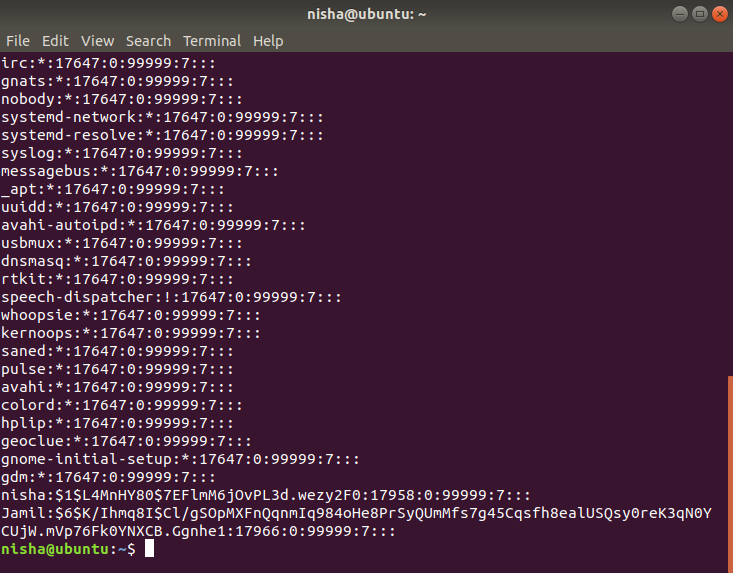 nisha@ubuntu: ~
File Edit View Search Terminal Help
irc:*:17647:0:99999:7:::
gnats:*:17647:0:99999:7:::
nobody:*:17647:0:99999:7:::
systemd-network:*:17647:0:99999:7:::
systemd-resolve:*:17647:0:99999:7:::
syslog:*:17647:0:99999:7:::
messagebus:*:17647:0:99999:7:::
_apt:*:17647:0:99999:7:::
uuidd:*:17647:0:99999:7:::
avahi-autoipd:*:17647:0:99999:7:::
usbmux:*:17647:0:99999:7:::
dnsmasq:*:17647:0:99999:7:::
rtkit:*:17647:0:99999:7:::
speech-dispatcher:!:17647:0:99999:7:::
whoopsie:*:17647:0:99999:7:::
kernoops:*:17647:0:99999:7:::
saned:*:17647:0:99999:7:::
pulse:*:17647:0:99999:7:::
avahi:*:17647:0:99999:7:::
colord:*:17647:0:99999:7:::
hplip:*:17647:0:99999:7:::
geoclue:*:17647:0:99999:7:::
gnome-initial-setup:*:17647:0:99999:7:::
gdm:*:17647:0:99999:7:::
nisha:$1$L4MnHY80$7EFlmM6jOvPL3d.wezy2F0:17958:0:99999:7:::
Jamil:$6$K/Ihmq8I$Cl/gSOpMXFnQqnmIq984oHe8PrSyQUmMfs7g45Cqsfh8ealUSQsy0reK3qN0Y
CUjW.mVp76Fk0YNXCB.Ggnhe1:17966:0:99999:7:::
nisha@ubuntu:~$